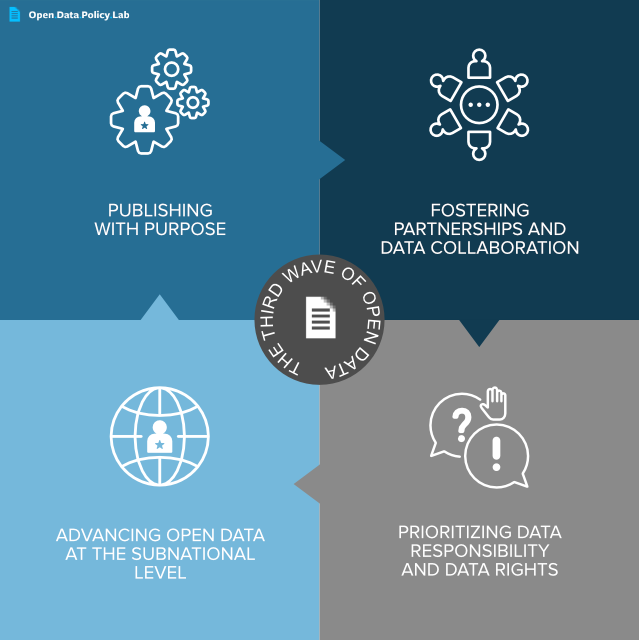 Open Data Policy Lab
PUBLISHING
WITH PURPOSE
FOSTERING
PARTNERSHIPS AND
DATA COLLABORATION
THE THIRD WAVE OF OPEN DATA
ADVANCING OPEN DATA
AT THE SUBNATIONAL
LEVEL
PRIORITIZING DATA
RESPONSIBILITY
AND DATA RIGHTS